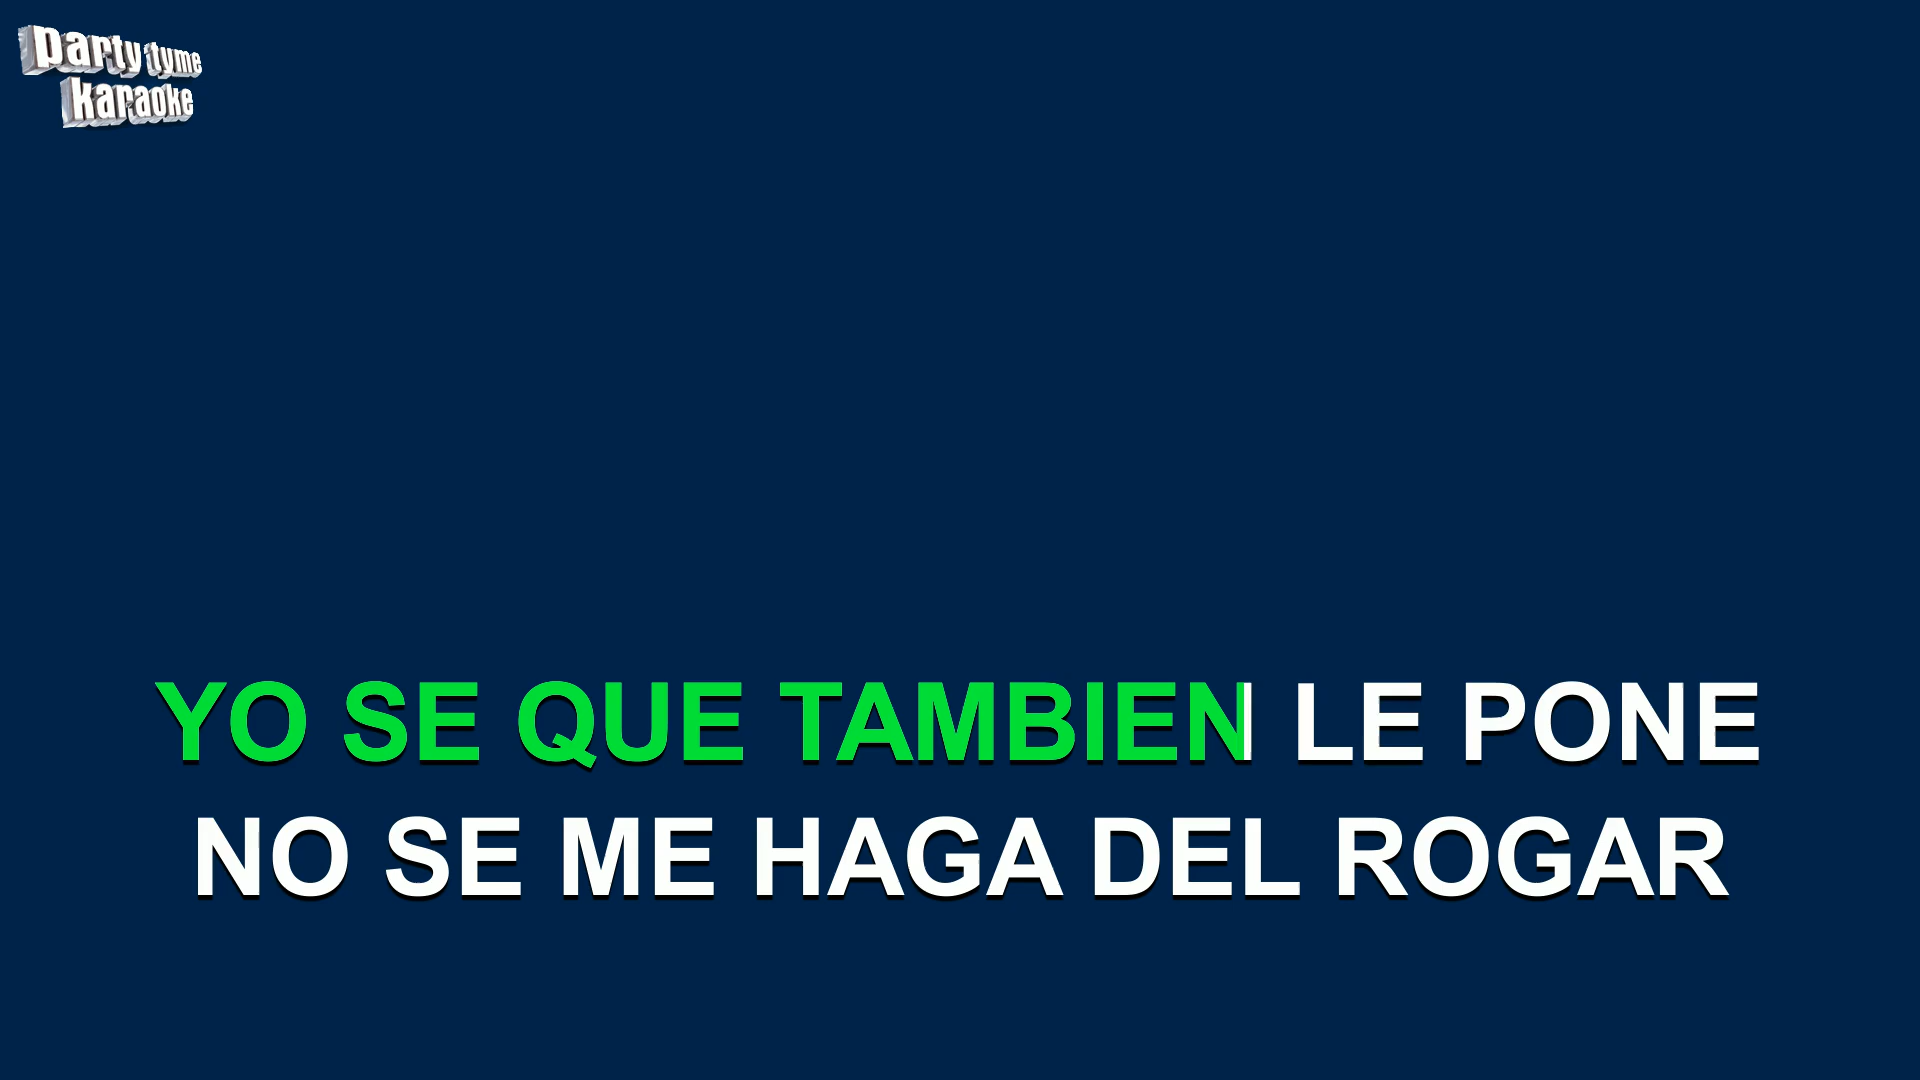 party tyme
karaoke
YO SE QUE TAMBIEN LE PONE
NO SE ME HAGA DEL ROGAR